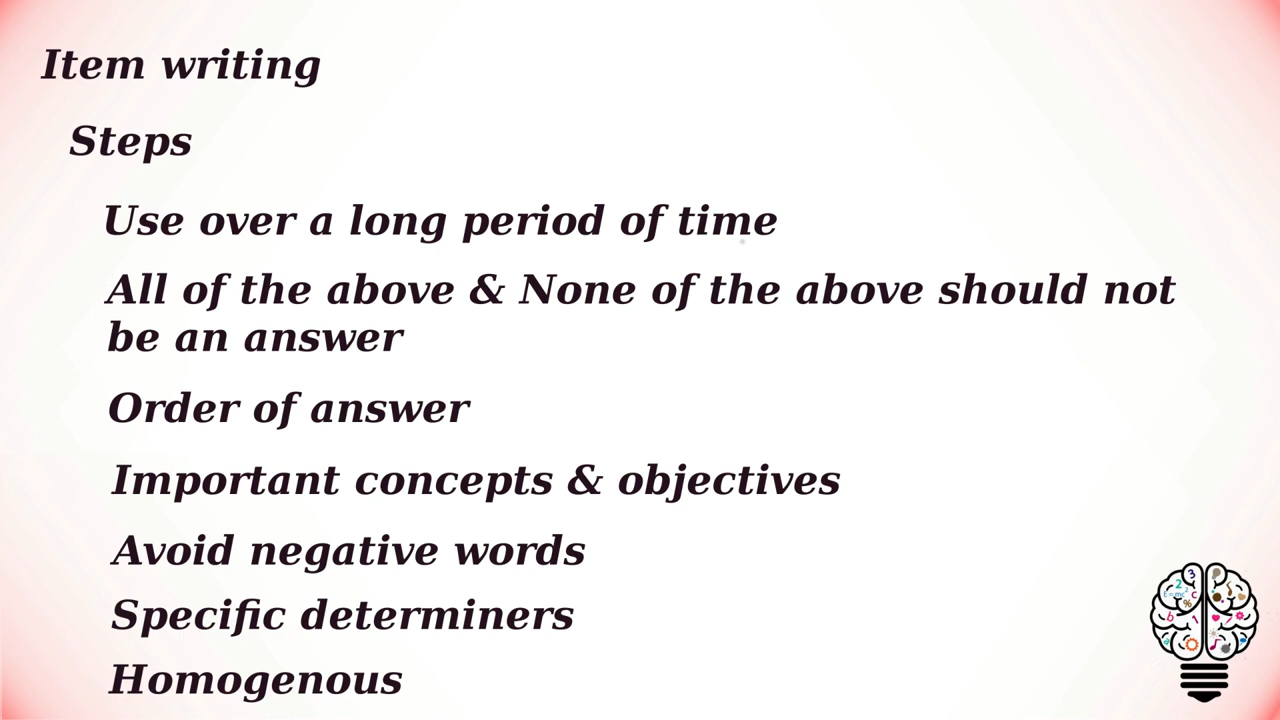 Item writing
Steps
Use over a long period of time
All of the above & None of the above should not
be an answer
Order of answer
Important concepts & objectives
Avoid negative words
Specific determiners
Homogenous